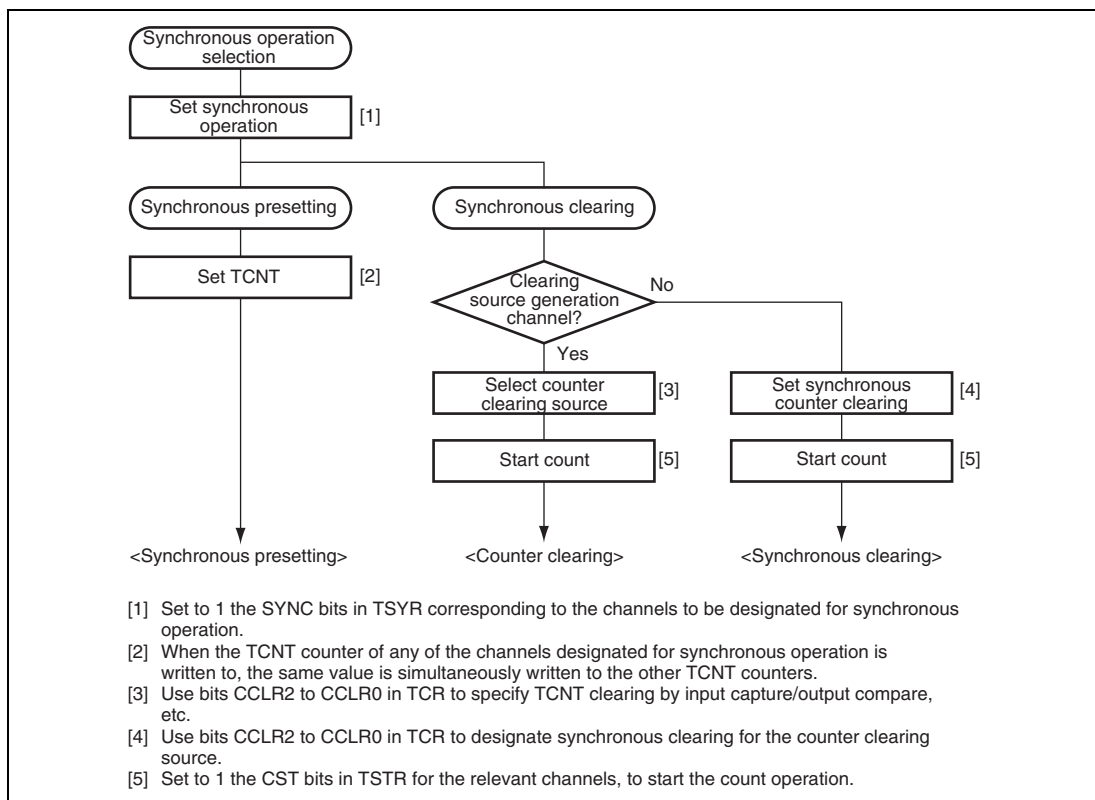 Synchronous operation
selection
Set synchronous
operation
[1]
Synchronous presetting
Synchronous clearing
Set TCNT
[2]
Clearing
source generation
channel?
No
Yes
Select counter
clearing source
[3]
Set synchronous
counter clearing
[4]
Start count
[5]
Start count
[5]
<Synchronous presetting>
<Counter clearing>
<Synchronous clearing>
[1] Set to 1 the SYNC bits in TSYR corresponding to the channels to be designated for synchronous
operation.
[2] When the TCNT counter of any of the channels designated for synchronous operation is
written to, the same value is simultaneously written to the other TCNT counters.
[3] Use bits CCLR2 to CCLR0 in TCR to specify TCNT clearing by input capture/output compare,
etc.
[4] Use bits CCLR2 to CCLR0 in TCR to designate synchronous clearing for the counter clearing
source.
[5] Set to 1 the CST bits in TSTR for the relevant channels, to start the count operation.